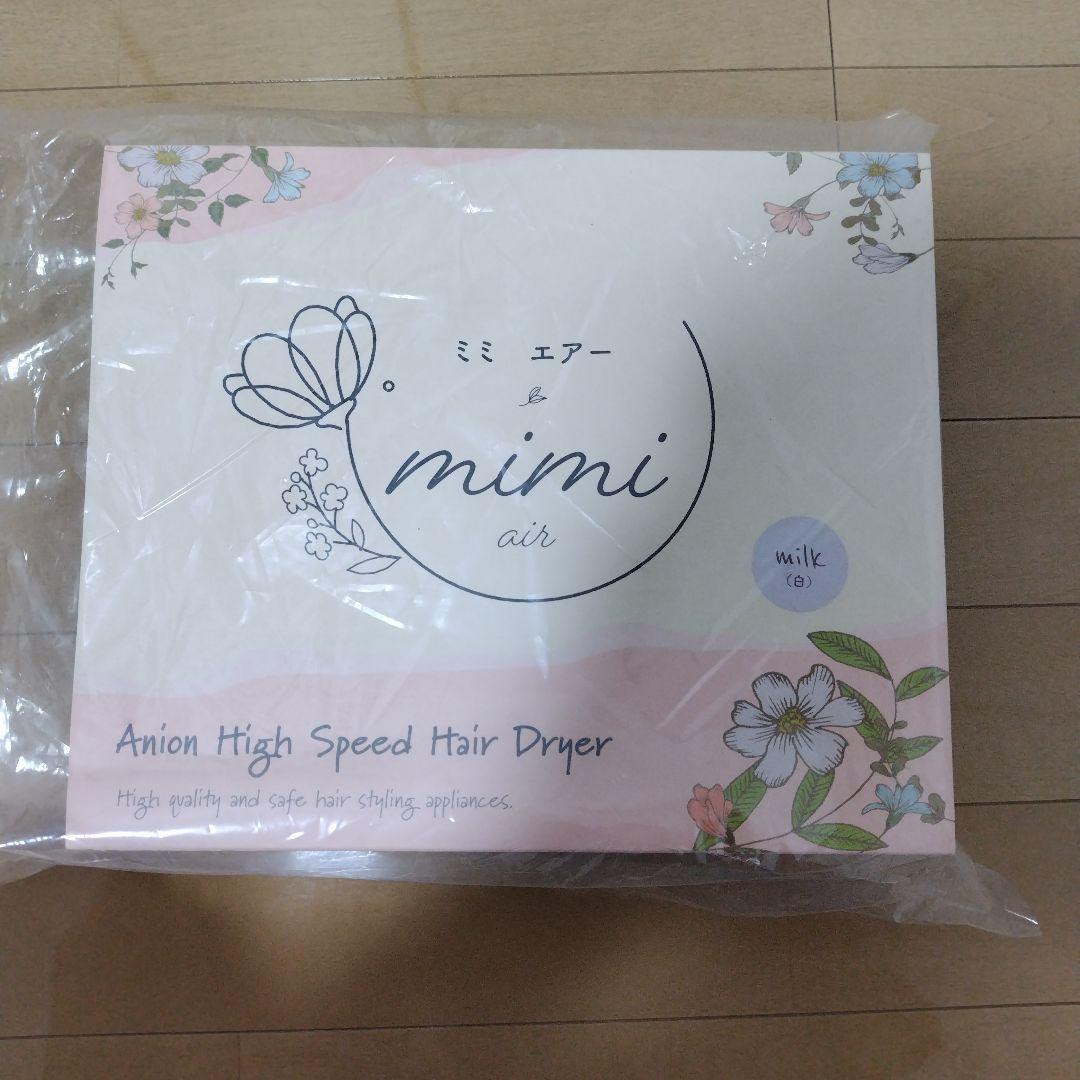 ミミ エアー
mimi
air
milk
（白）
Anion High Speed Hair Dryer
High quality and safe hair styling appliances.